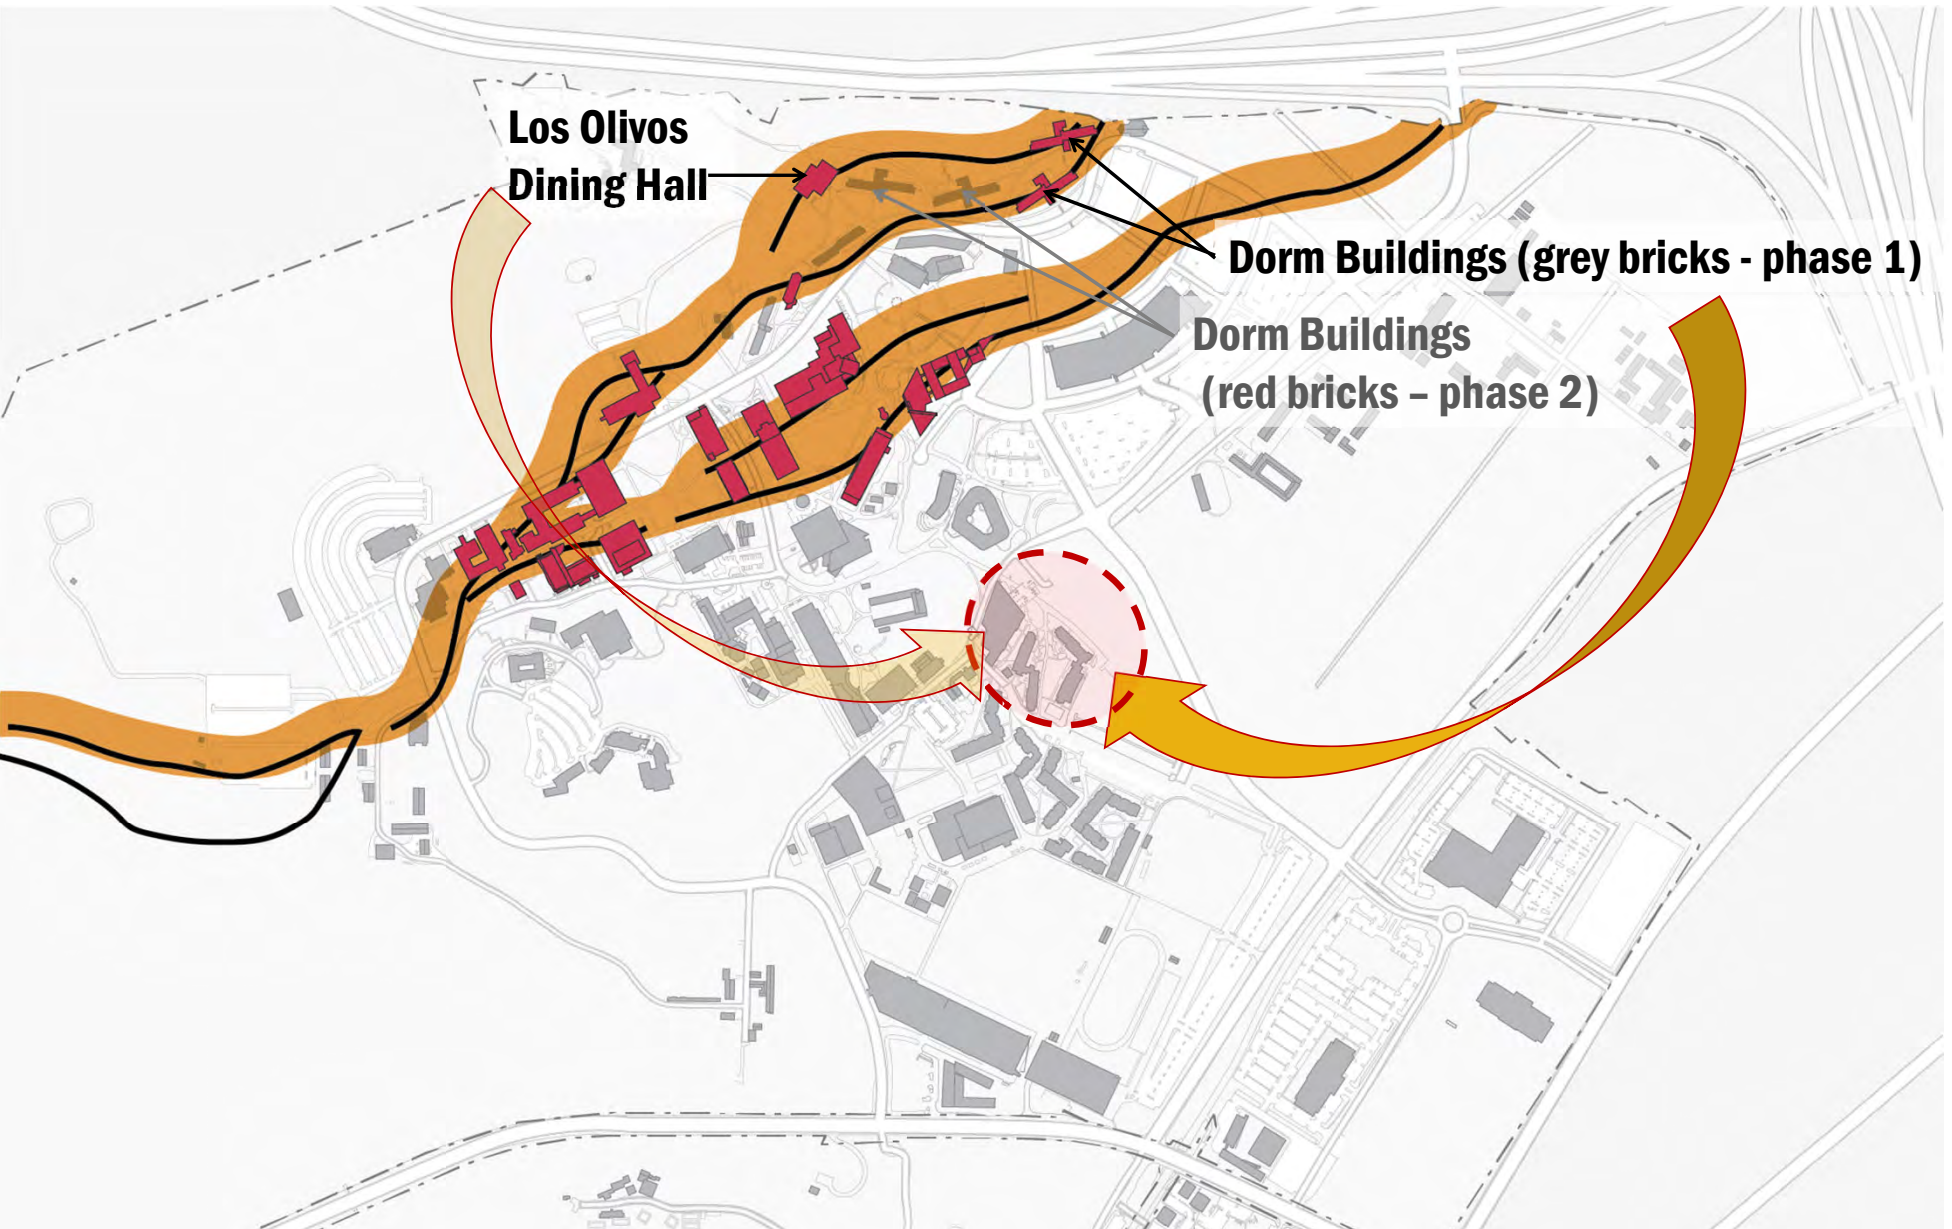 Los Olivos
Dining Hall
Dorm Buildings (grey bricks - phase 1)
Dorm Buildings
(red bricks – phase 2)